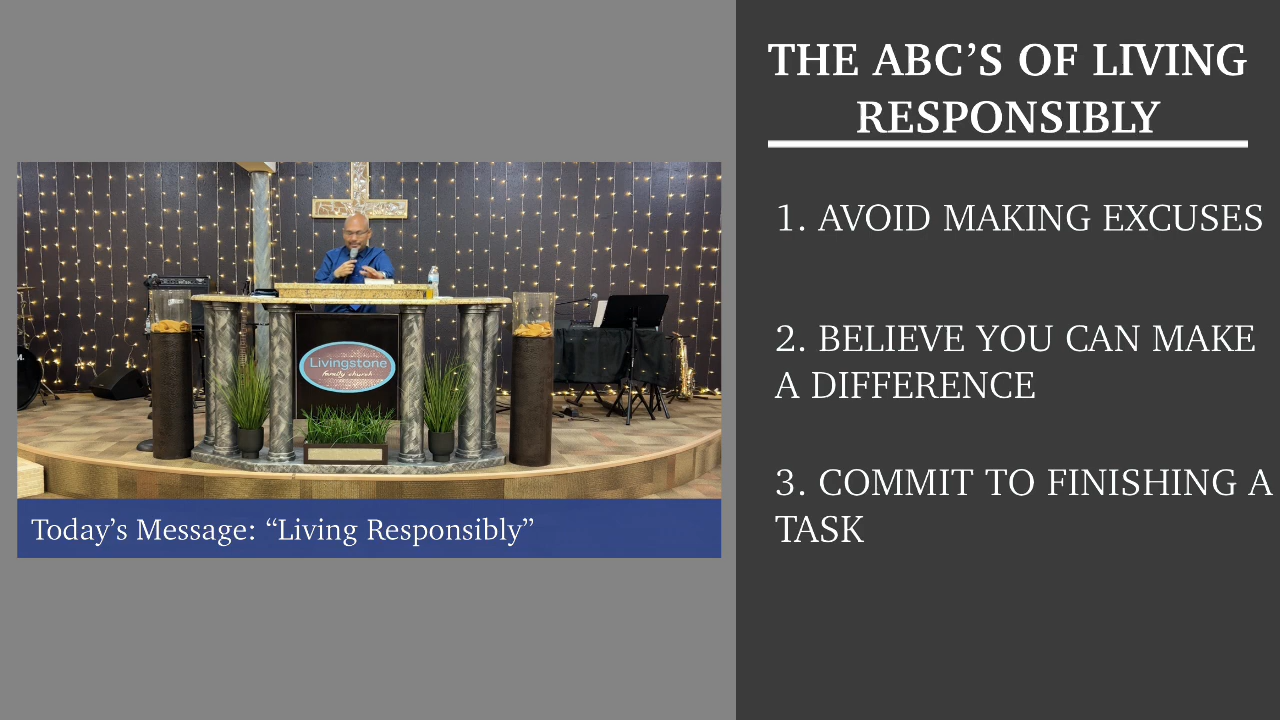 THE ABC’S OF LIVING
RESPONSIBLY
1. AVOID MAKING EXCUSES
2. BELIEVE YOU CAN MAKE
A DIFFERENCE
3. COMMIT TO FINISHING A
TASK
Livingstone
family church
Today’s Message: “Living Responsibly”